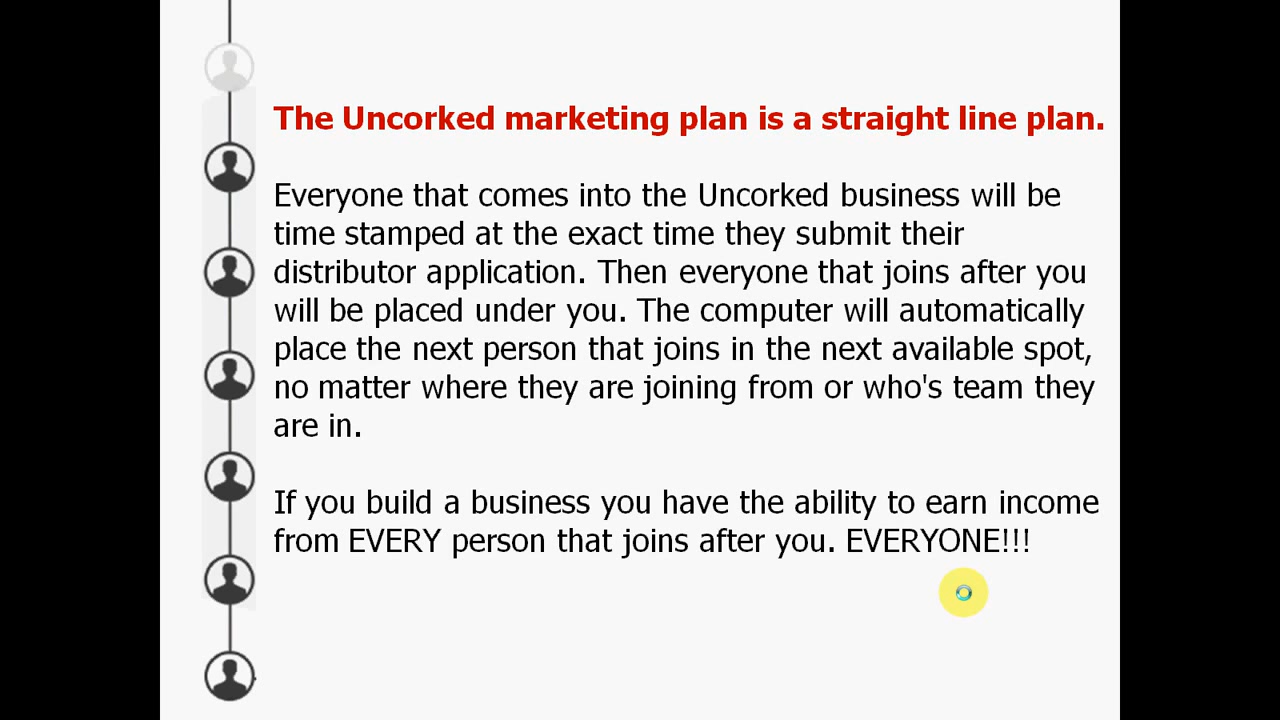 The Uncorked marketing plan is a straight line plan.
Everyone that comes into the Uncorked business will be
time stamped at the exact time they submit their
distributor application. Then everyone that joins after you
will be placed under you. The computer will automatically
place the next person that joins in the next available spot,
no matter where they are joining from or who's team they
are in.
If you build a business you have the ability to earn income
from EVERY person that joins after you. EVERYONE!!!